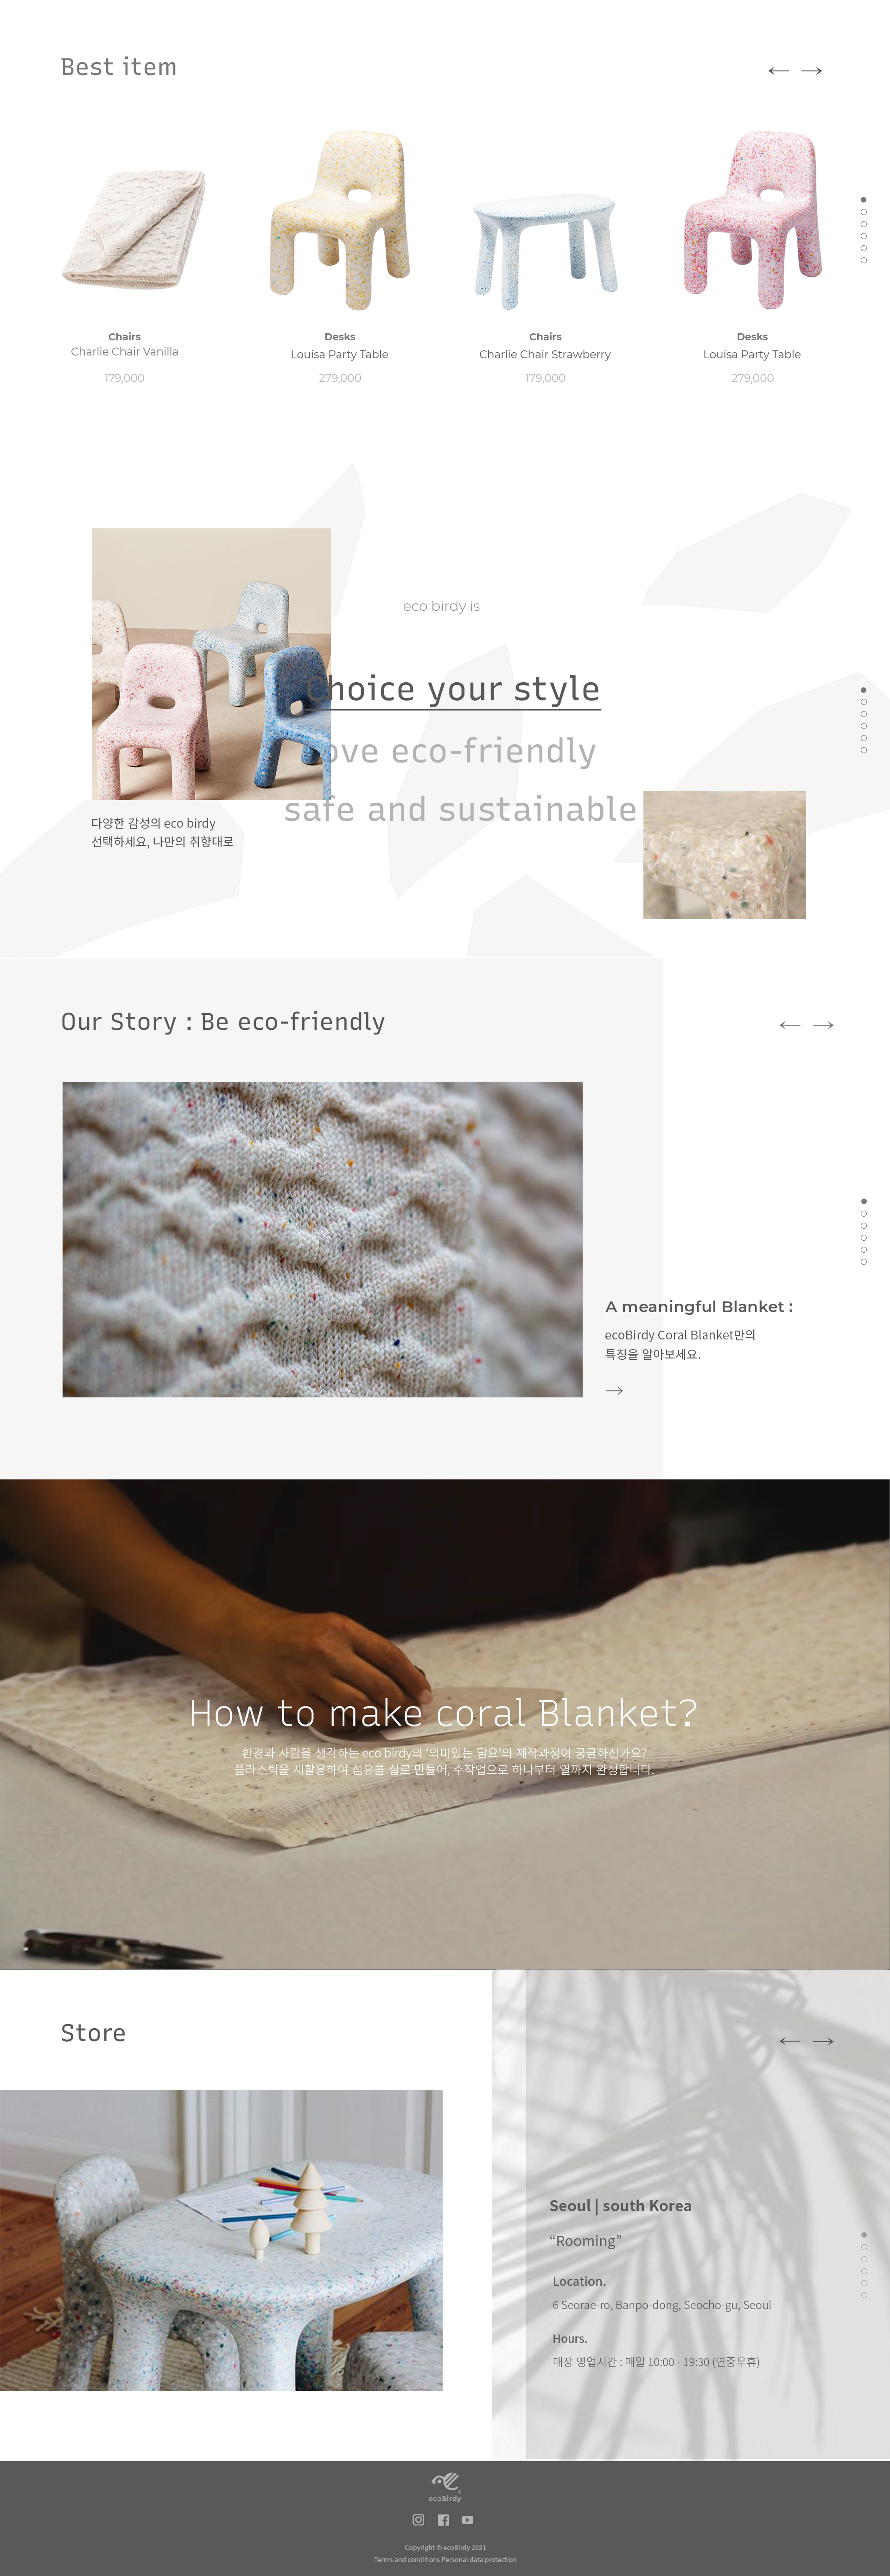 Best item
Chairs
Charlie Chair Vanilla
179,000
Desks
Louisa Party Table
279,000
Chairs
Charlie Chair Strawberry
179,000
Desks
Louisa Party Table
279,000
eco birdy is
Choice your style
love eco-friendly
safe and sustainable
다양한 감성의 eco birdy
선택하세요, 나만의 취향대로
Our Story : Be eco-friendly
A meaningful Blanket :
ecoBirdy Coral Blanket만의
특징을 알아보세요.
How to make coral Blanket?
환경과 사람을 생각하는 eco birdy의 '의미있는 담요'의 제작과정이 궁금하신가요?
플라스틱을 재활용하여 섬유를 실로 만들어, 수작업으로 하나부터 열까지 완성합니다.
Store
Seoul | south Korea
“Rooming”
Location.
6 Seorae-ro, Banpo-dong, Seocho-gu, Seoul
Hours.
매장 영업시간 : 매일 10:00 - 19:30 (연중무휴)
ecoBirdy
Copyright © ecoBirdy 2021
Terms and conditions Personal data protection